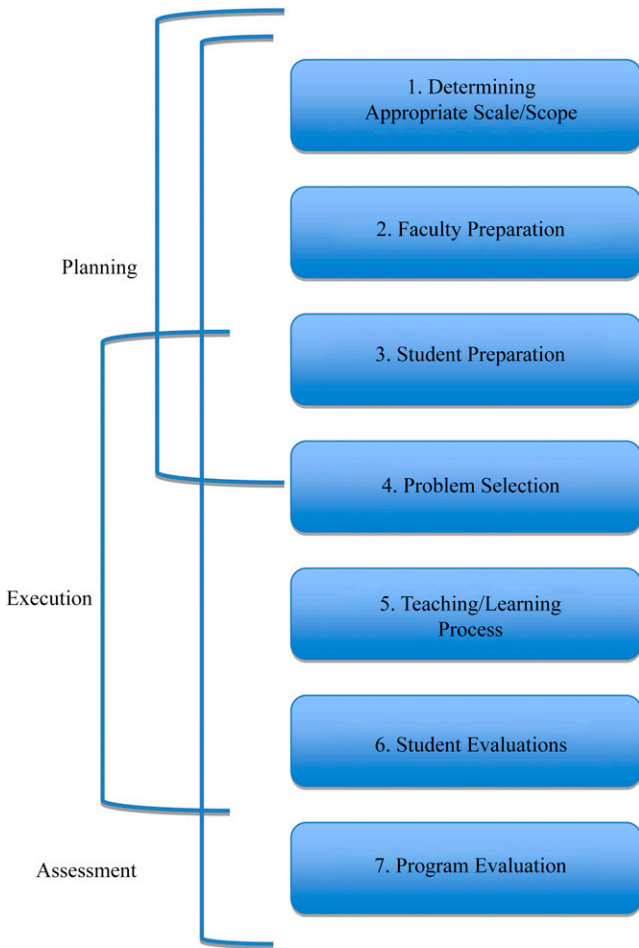 1. Determining
Appropriate Scale/Scope
2. Faculty Preparation
Planning
3. Student Preparation
4. Problem Selection
Execution
5. Teaching/Learning
Process
6. Student Evaluations
Assessment
7. Program Evaluation